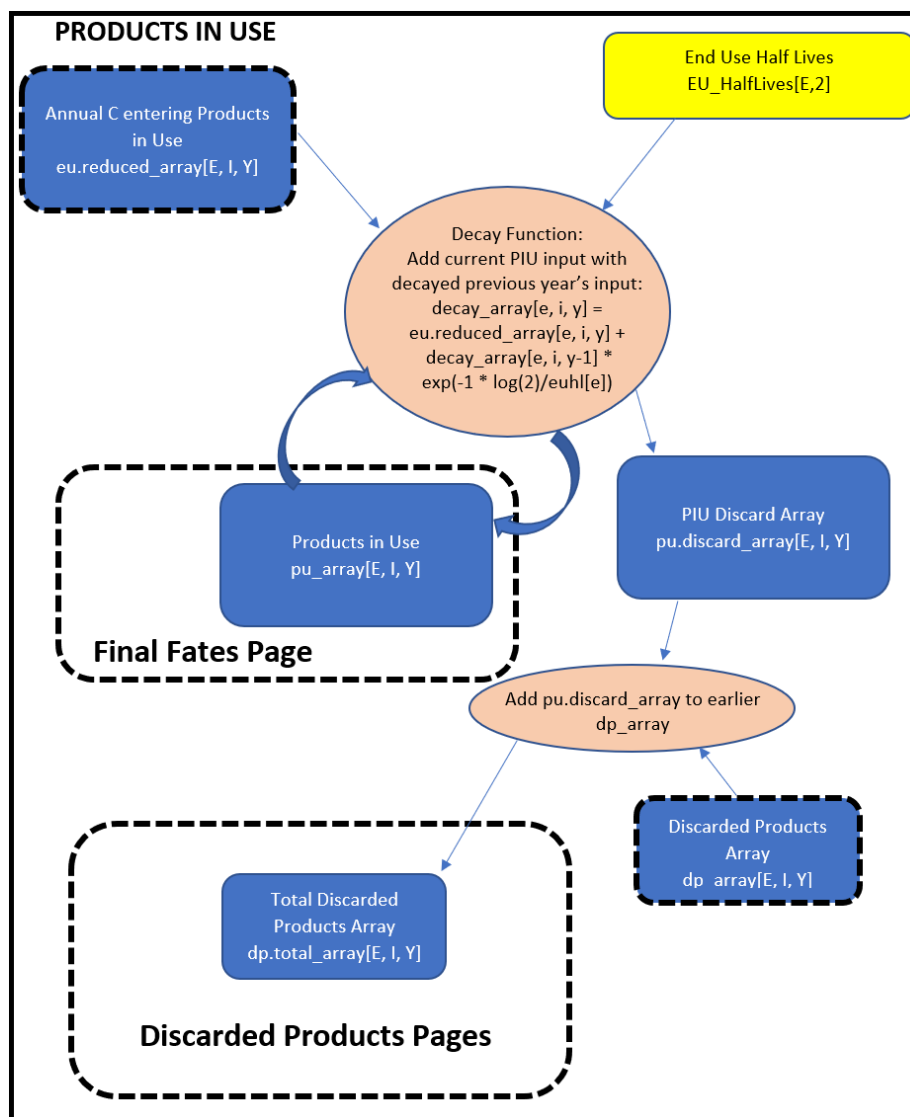 PRODUCTS IN USE
Annual C entering Products
in Use
eu.reduced_array[E, I, Y]
End Use Half Lives
EU_HalfLives[E,2]
Decay Function:
Add current PIU input with
decayed previous year’s input:
decay_array[e, i, y] =
eu.reduced_array[e, i, y] +
decay_array[e, i, y-1] *
exp(-1 * log(2)/euhl[e])
Products in Use
pu_array[E, I, Y]
Final Fates Page
PIU Discard Array
pu.discard_array[E, I, Y]
Add pu.discard_array to earlier
dp_array
Discarded Products
Array
dp_array[E, I, Y]
Total Discarded
Products Array
dp.total_array[E, I, Y]
Discarded Products Pages